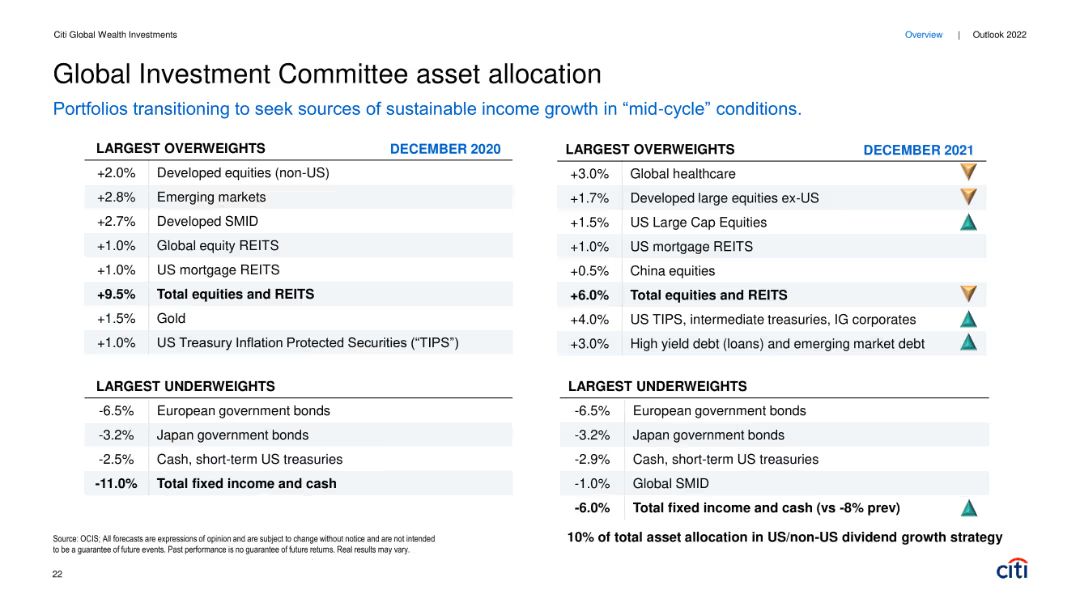 Citi Global Wealth Investments
Overview | Outlook 2022
Global Investment Committee asset allocation
Portfolios transitioning to seek sources of sustainable income growth in “mid-cycle” conditions.
LARGEST OVERWEIGHTS DECEMBER 2020
+2.0% Developed equities (non-US)
+2.8% Emerging markets
+2.7% Developed SMID
+1.0% Global equity REITS
+1.0% US mortgage REITS
+9.5% Total equities and REITS
+1.5% Gold
+1.0% US Treasury Inflation Protected Securities (“TIPS”)
LARGEST UNDERWEIGHTS
-6.5% European government bonds
-3.2% Japan government bonds
-2.5% Cash, short-term US treasuries
-11.0% Total fixed income and cash
LARGEST OVERWEIGHTS DECEMBER 2021
+3.0% Global healthcare
+1.7% Developed large equities ex-US
+1.5% US Large Cap Equities
+1.0% US mortgage REITS
+0.5% China equities
+6.0% Total equities and REITS
+4.0% US TIPS, intermediate treasuries, IG corporates
+3.0% High yield debt (loans) and emerging market debt
LARGEST UNDERWEIGHTS
-6.5% European government bonds
-3.2% Japan government bonds
-2.9% Cash, short-term US treasuries
-1.0% Global SMID
-6.0% Total fixed income and cash (vs -8% prev)
10% of total asset allocation in US/non-US dividend growth strategy
Source: OCIS; All forecasts are expressions of opinion and are subject to change without notice and are not intended
to be a guarantee of future events. Past performance is no guarantee of future returns. Real results may vary.
22
citi